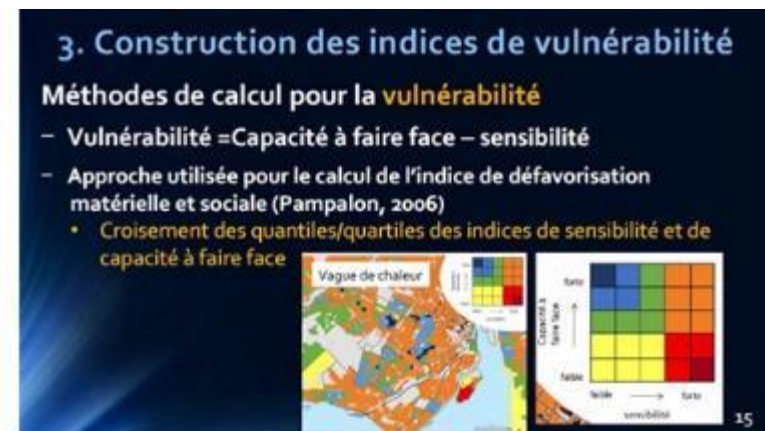 3. Construction des indices de vulnérabilité
Méthodes de calcul pour la vulnérabilité
– Vulnérabilité =Capacité à faire face – sensibilité
– Approche utilisée pour le calcul de l'indice de défavorisation
matérielle et sociale (Pampalon, 2006)
• Croisement des quantiles/quartiles des indices de sensibilité et de
capacité à faire face
Vague de chaleur
forte
Capacité à
faire face
faible
faible
forte
sensibilité
15